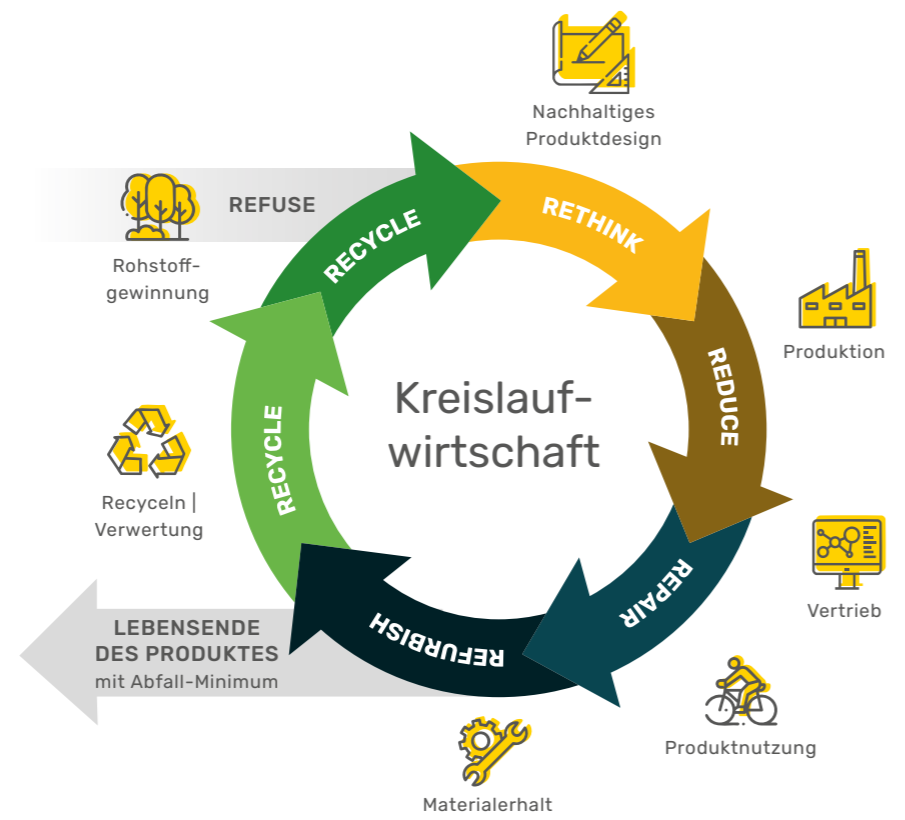 Nachhaltiges
Produktdesign
REFUSE
RECYCLE
RETHINK
Rohstoff-
gewinnung
Produktion
REDUCE
Kreislauf-
wirtschaft
RECYCLE
Recyceln |
Verwertung
REPAIR
Vertrieb
REFURBISH
LEBENSENDE
DES PRODUKTES
mit Abfall-Minimum
Produktnutzung
Materialerhalt